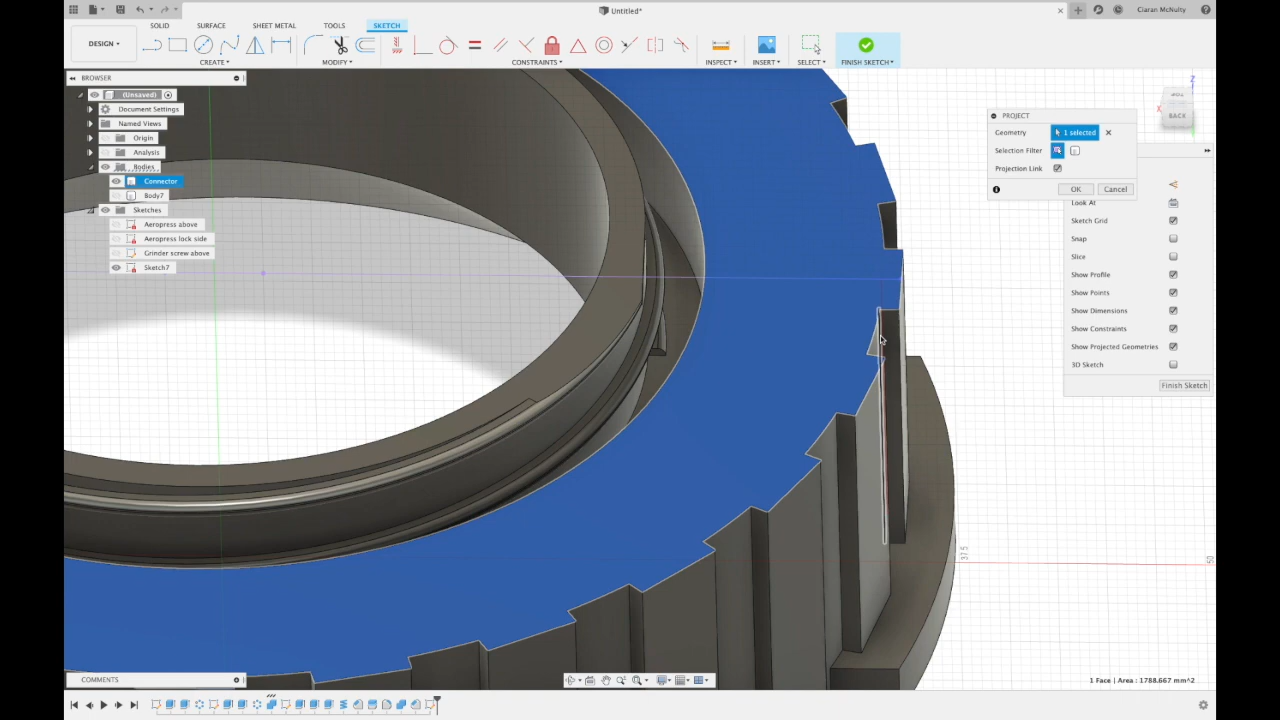 Untitled*
Ciaran McNulty
SOLID SURFACE SHEET METAL TOOLS SKETCH
DESIGN
CREATE MODIFY CONSTRAINTS INSPECT INSERT SELECT FINISH SKETCH
BROWSER
(Unsaved)
Document Settings
Named Views
Origin
Analysis
Bodies
Connector
Body7
Sketches
Aeropress above
Aeropress lock side
Grinder screw above
Sketch7
PROJECT
Geometry 1 selected
Selection Filter
Projection Link
OK Cancel
Z
X
TOP
BACK
Look At
Sketch Grid
Snap
Slice
Show Profile
Show Points
Show Dimensions
Show Constraints
Show Projected Geometries
3D Sketch
Finish Sketch
37.5
50
COMMENTS
1 Face | Area : 1788.667 mm^2